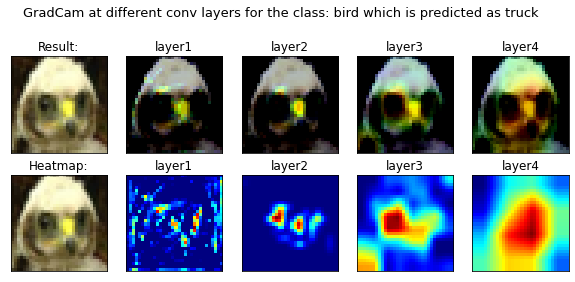 GradCam at different conv layers for the class: bird which is predicted as truck
Result: layer1 layer2 layer3 layer4
Heatmap: layer1 layer2 layer3 layer4